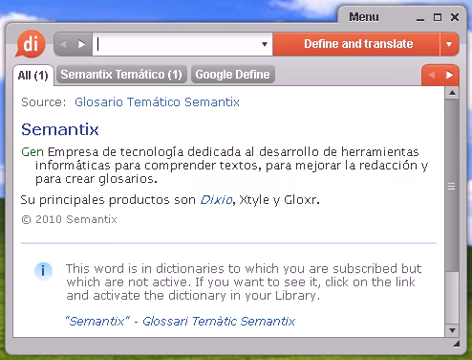 Menu
di
Define and translate
All (1) Semantix Temático (1) Google Define
Source: Glosario Temático Semantix
Semantix
Gen Empresa de tecnología dedicada al desarrollo de herramientas
informáticas para comprender textos, para mejorar la redacción y
para crear glosarios.
Su principales productos son Dixio, Xtyle y Gloxr.
© 2010 Semantix
i
This word is in dictionaries to which you are subscribed but
which are not active. If you want to see it, click on the link
and activate the dictionary in your Library.
"Semantix" - Glossari Temàtic Semantix